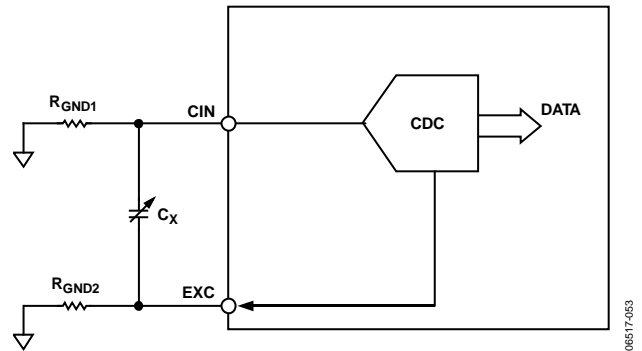 RGND1
CIN
CDC
DATA
CX
RGND2
EXC
06517-053